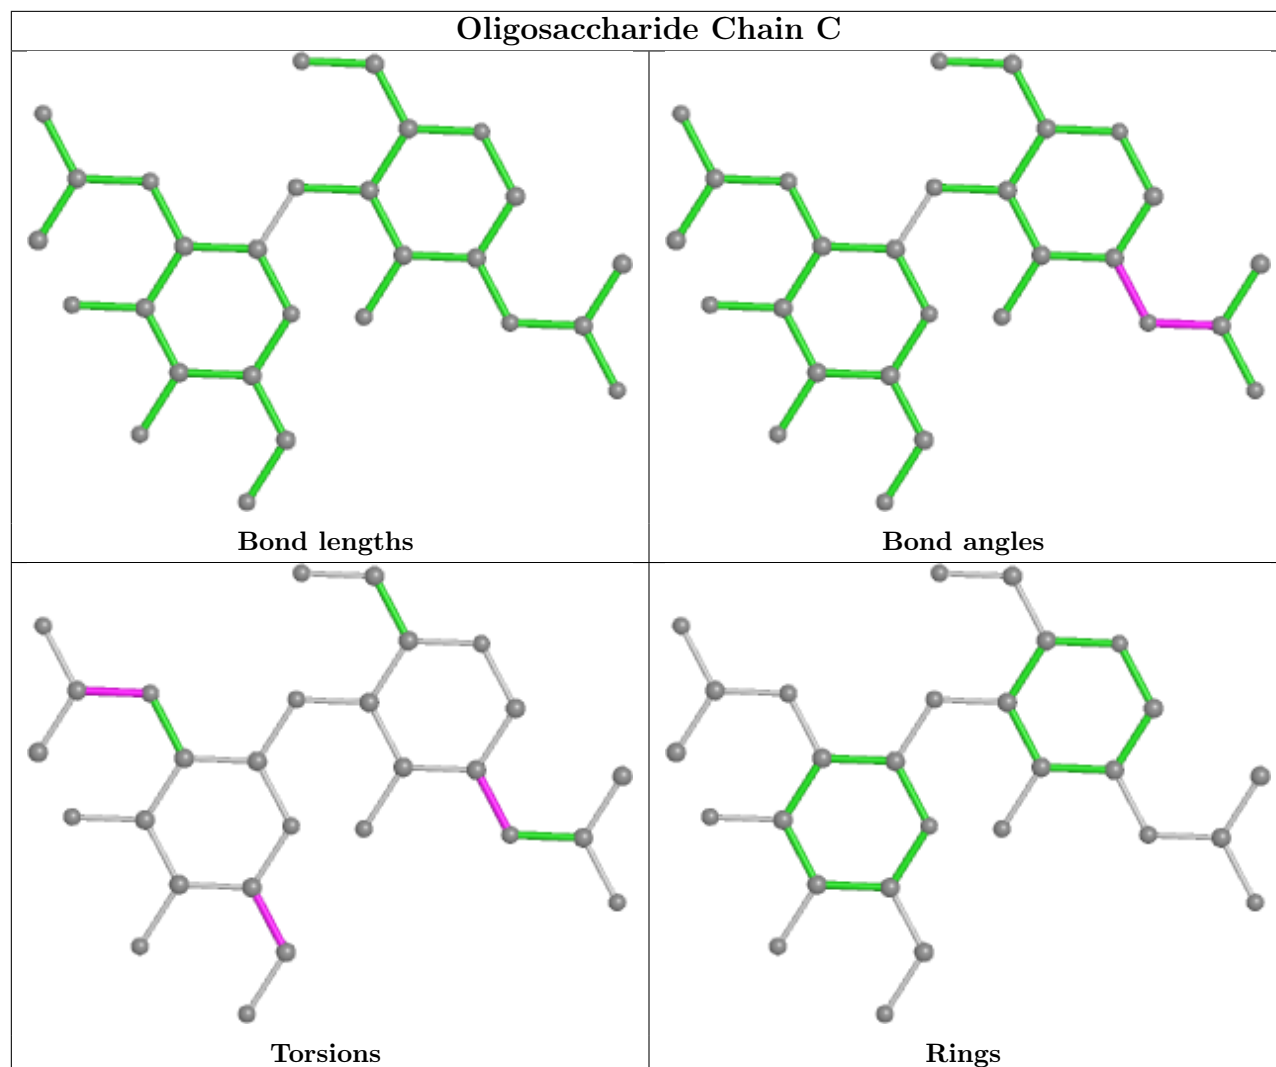 Oligosaccharide Chain C
Bond lengths
Bond angles
Torsions
Rings